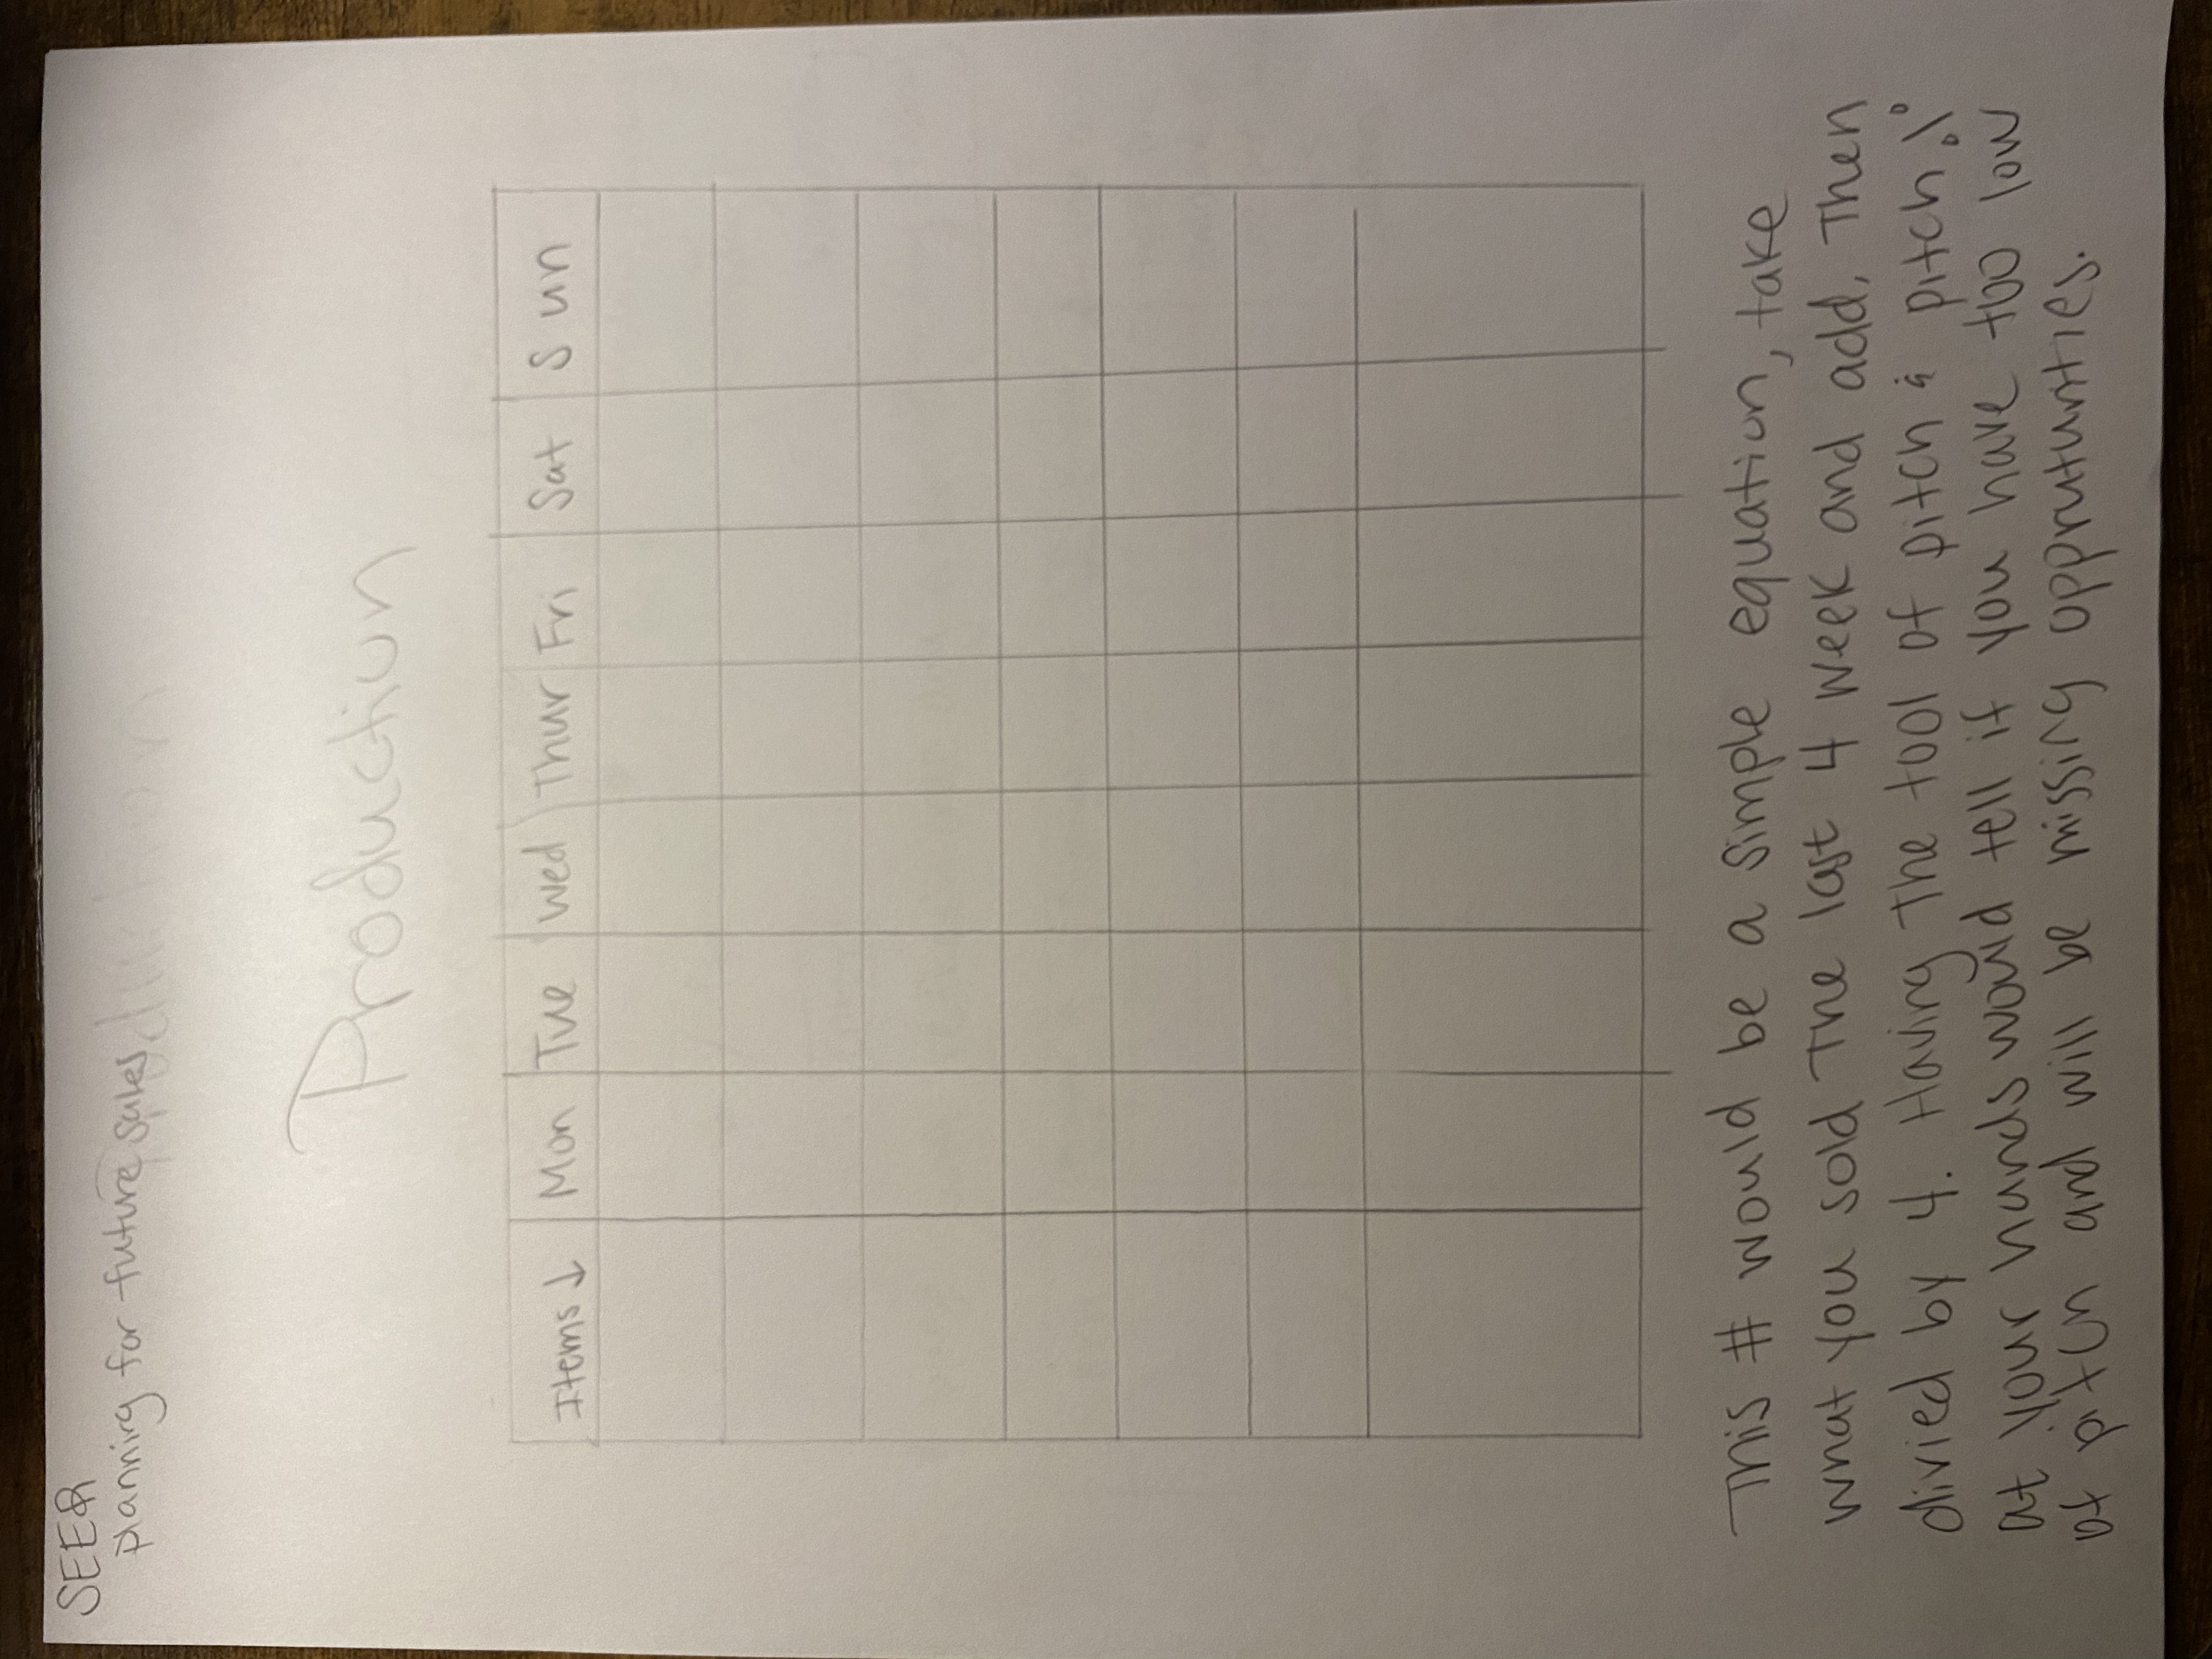 SEER
planning for future sales
Production
Items ↓ Mon Tue Wed Thur Fri Sat Sun
This # would be a simple equation, take
what you sold The last 4 week and add. Then
divied by 4. Having The tool of pitch & pitch %
at your hands would tell if you have too low
of pitch and will be missing oppruturities.